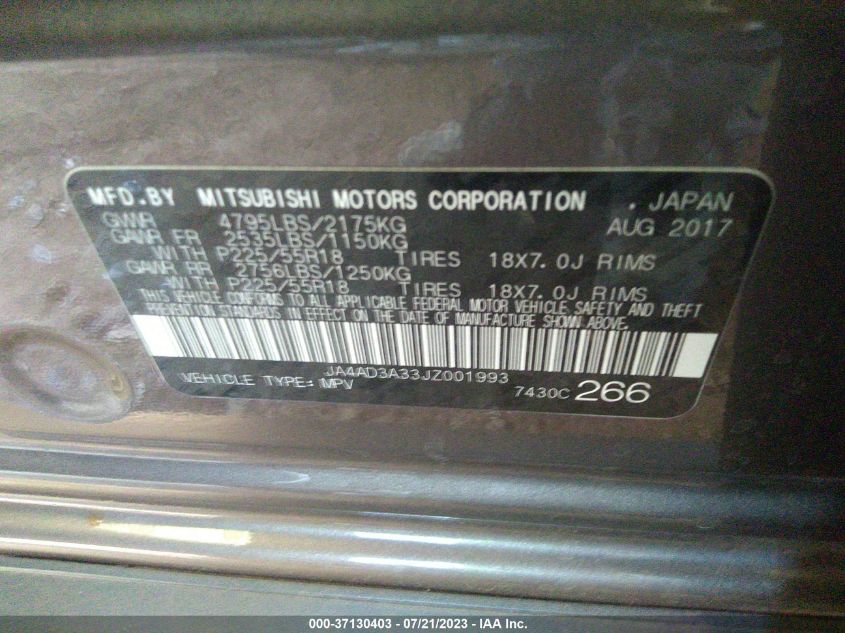 MFD.BY MITSUBISHI MOTORS CORPORATION . JAPAN
GVWR 4795LBS/2175KG AUG 2017
GAWR FR 2535LBS/1150KG
WITH P225/55R18 TIRES 18X7.0J RIMS
GAWR RR 2756LBS/1250KG
WITH P225/55R18 TIRES 18X7.0J RIMS
THIS VEHICLE CONFORMS TO ALL APPLICABLE FEDERAL MOTOR VEHICLE SAFETY AND THEFT
PREVENTION STANDARDS IN EFFECT ON THE DATE OF MANUFACTURE SHOWN ABOVE.
JA4AD3A33JZ001993
VEHICLE TYPE: MPV 7430C 266
000-37130403 / 07/21/2023 - IAA Inc.